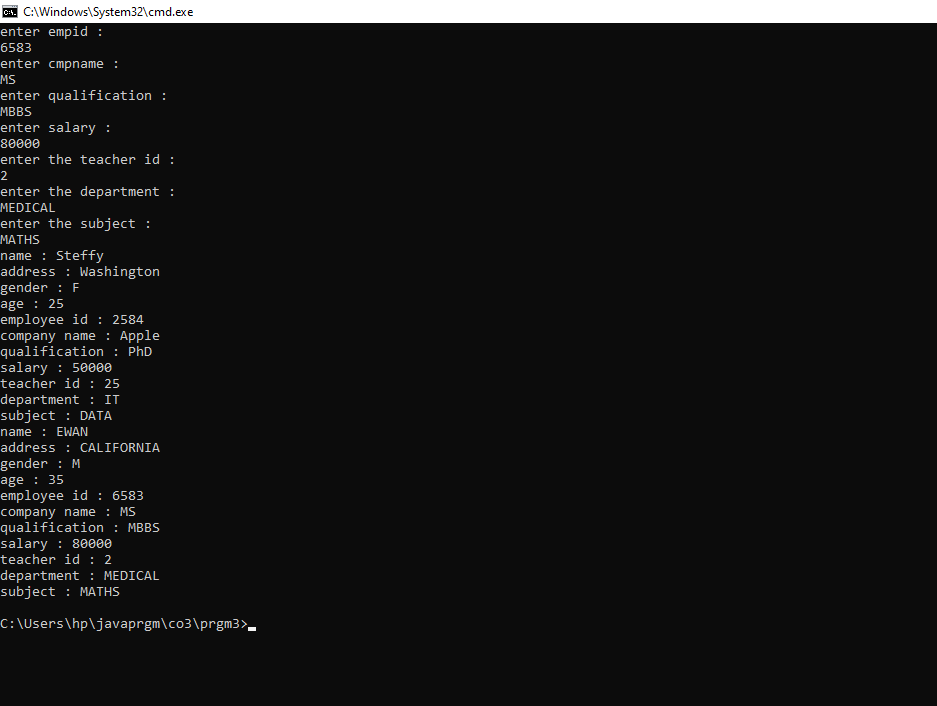 C:\Windows\System32\cmd.exe
enter empid :
6583
enter cmpname :
MS
enter qualification :
MBBS
enter salary :
80000
enter the teacher id :
2
enter the department :
MEDICAL
enter the subject :
MATHS
name : Steffy
address : Washington
gender : F
age : 25
employee id : 2584
company name : Apple
qualification : PhD
salary : 50000
teacher id : 25
department : IT
subject : DATA
name : EWAN
address : CALIFORNIA
gender : M
age : 35
employee id : 6583
company name : MS
qualification : MBBS
salary : 80000
teacher id : 2
department : MEDICAL
subject : MATHS
C:\Users\hp\javaprgm\co3\prgm3>